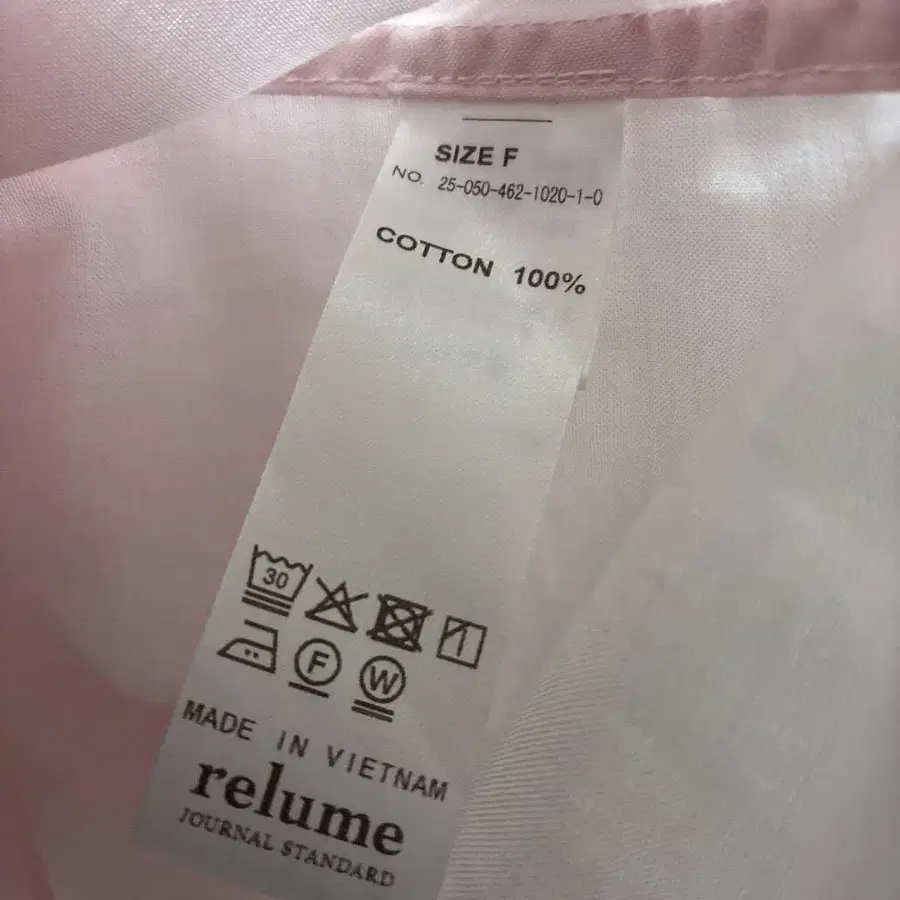 SIZE F
NO. 25-050-462-1020-1-0
COTTON 100%
30
F
W
MADE IN VIETNAM
relume
JOURNAL STANDARD